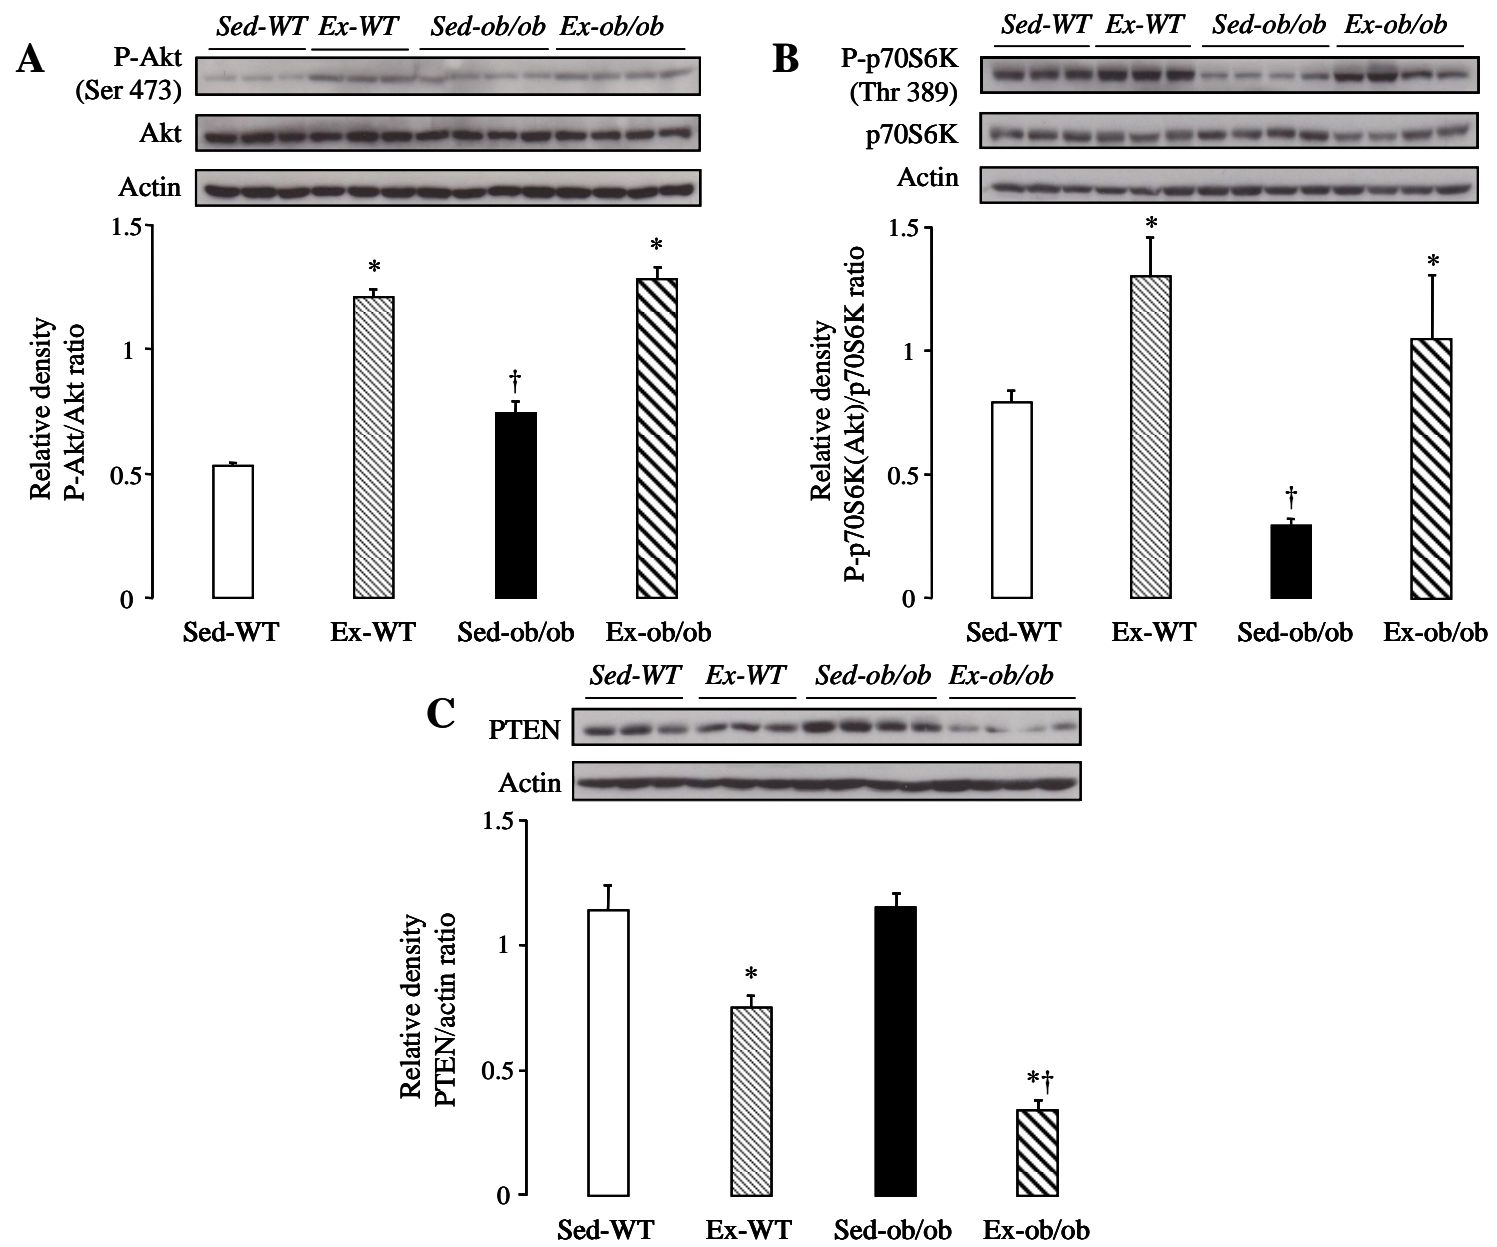 A
Sed-WT Ex-WT Sed-ob/ob Ex-ob/ob
P-Akt
(Ser 473)
Akt
Actin
1.5
1
0.5
0
Relative density
P-Akt/Akt ratio
*
†
*
Sed-WT Ex-WT Sed-ob/ob Ex-ob/ob
B
Sed-WT Ex-WT Sed-ob/ob Ex-ob/ob
P-p70S6K
(Thr 389)
p70S6K
Actin
1.5
1
0.5
0
Relative density
P-p70S6K(Akt)/p70S6K ratio
*
†
*
Sed-WT Ex-WT Sed-ob/ob Ex-ob/ob
C
Sed-WT Ex-WT Sed-ob/ob Ex-ob/ob
PTEN
Actin
1.5
1
0.5
0
Relative density
PTEN/actin ratio
*
*†
Sed-WT Ex-WT Sed-ob/ob Ex-ob/ob